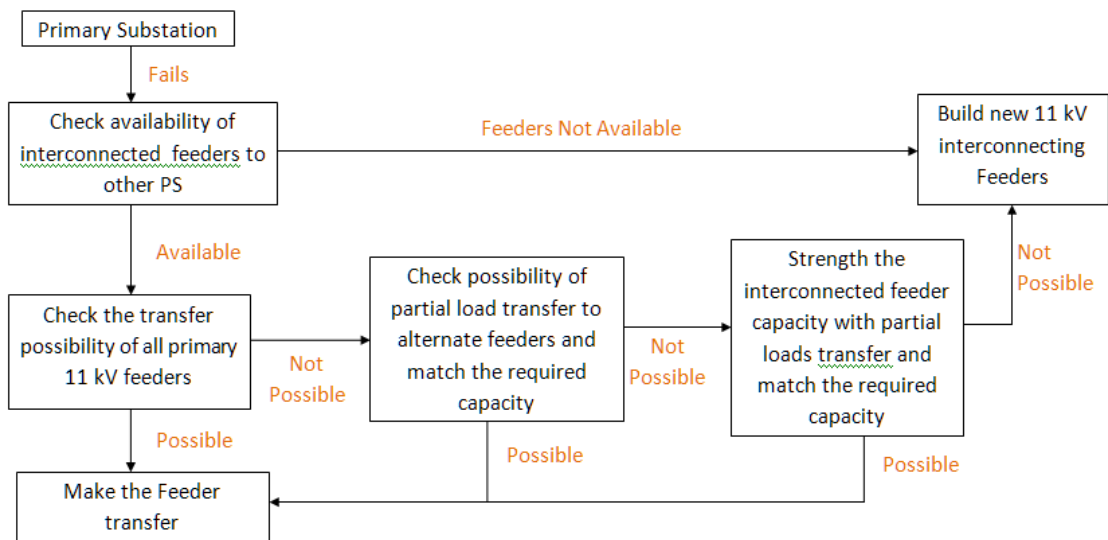 Primary Substation
Fails
Check availability of
interconnected feeders to
other PS
Feeders Not Available
Build new 11 kV
interconnecting
Feeders
Available
Check the transfer
possibility of all primary
11 kV feeders
Not
Possible
Check possibility of
partial load transfer to
alternate feeders and
match the required
capacity
Not
Possible
Strength the
interconnected feeder
capacity with partial
loads transfer and
match the required
capacity
Not
Possible
Possible
Possible
Possible
Make the Feeder
transfer